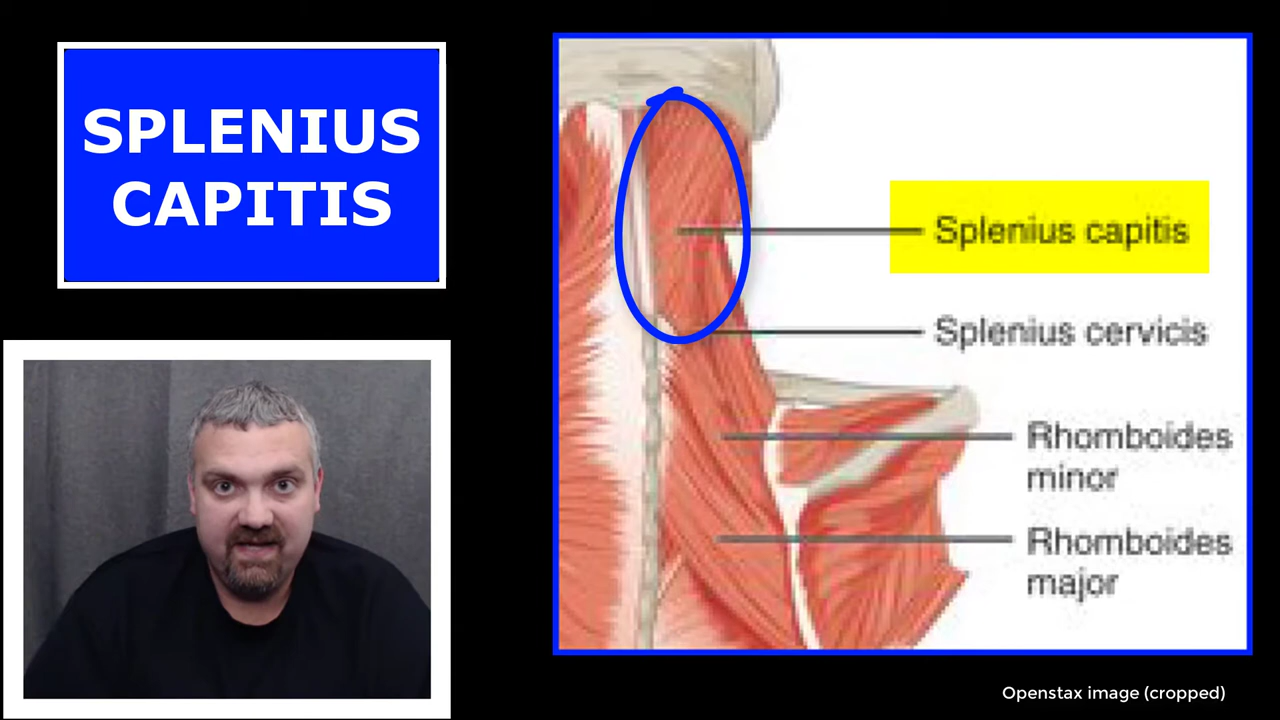 SPLENIUS
CAPITIS
Splenius capitis
Splenius cervicis
Rhomboides
minor
Rhomboides
major
Openstax image (cropped)